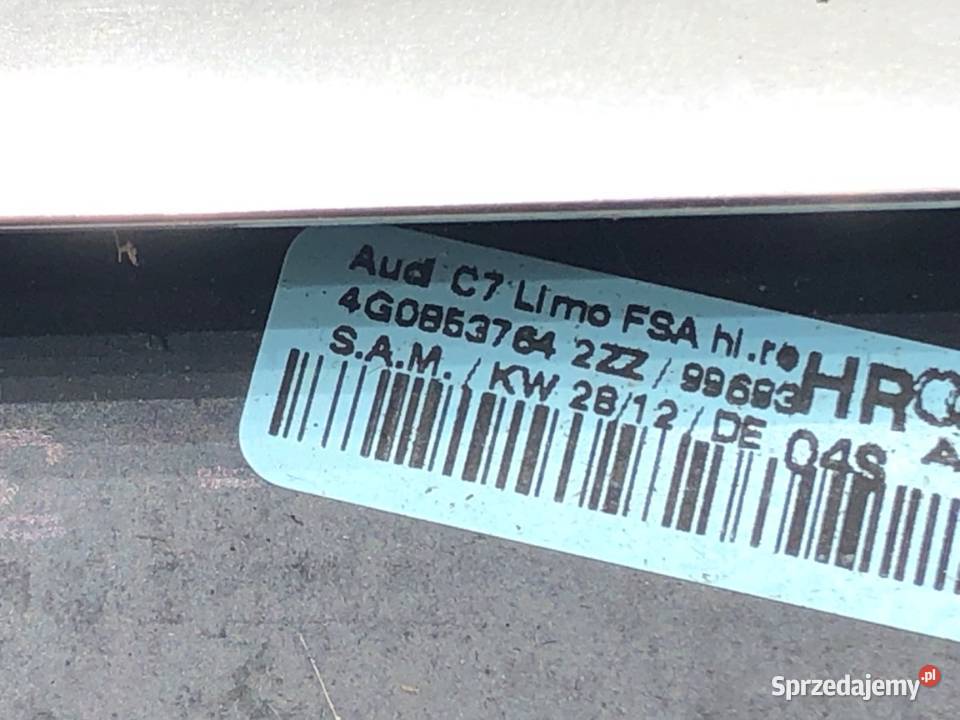 Audi C7 Limo FSA hi.re
4G0853764 2ZZ / 99683
S.A.M. / KW 28/12 / DE 04S
Sprzedajemy.pl